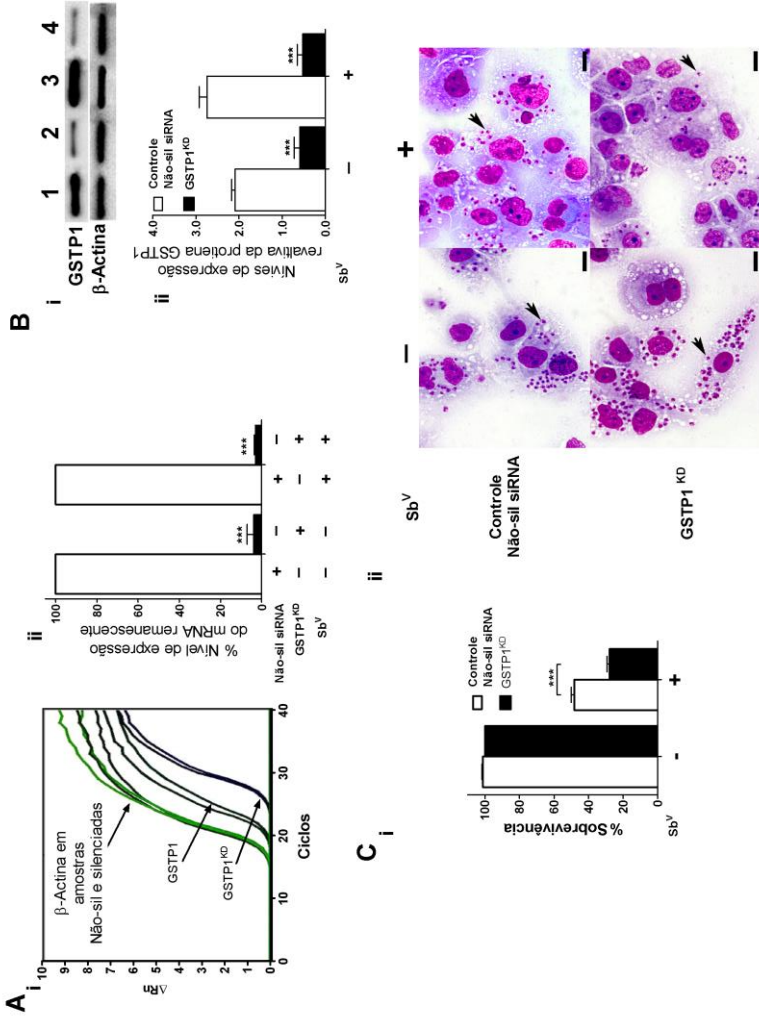 A
i
10
9
8
7
6
5
4
3
2
1
0
ΔRn
β-Actina em
amostras
Não-sil e silenciadas
GSTP1
GSTP1KD
0
10
20
30
40
Ciclos
ii
% Nível de expressão
do mRNA remanescente
100
80
60
40
20
0
***
***
Não-sil siRNA + – + –
GSTP1KD – + – +
SbV – – + +
B
i
1 2 3 4
GSTP1
β-Actina
ii
Níveis de expressão
revaltiva da protiena GSTP1
4.0
3.0
2.0
1.0
0.0
Controle
Não-sil siRNA
GSTP1KD
***
***
SbV – +
C
i
% Sobrevivência
100
80
60
40
20
0
Controle
Não-sil siRNA
GSTP1KD
***
SbV - +
ii
SbV – +
Controle
Não-sil siRNA
GSTP1 KD